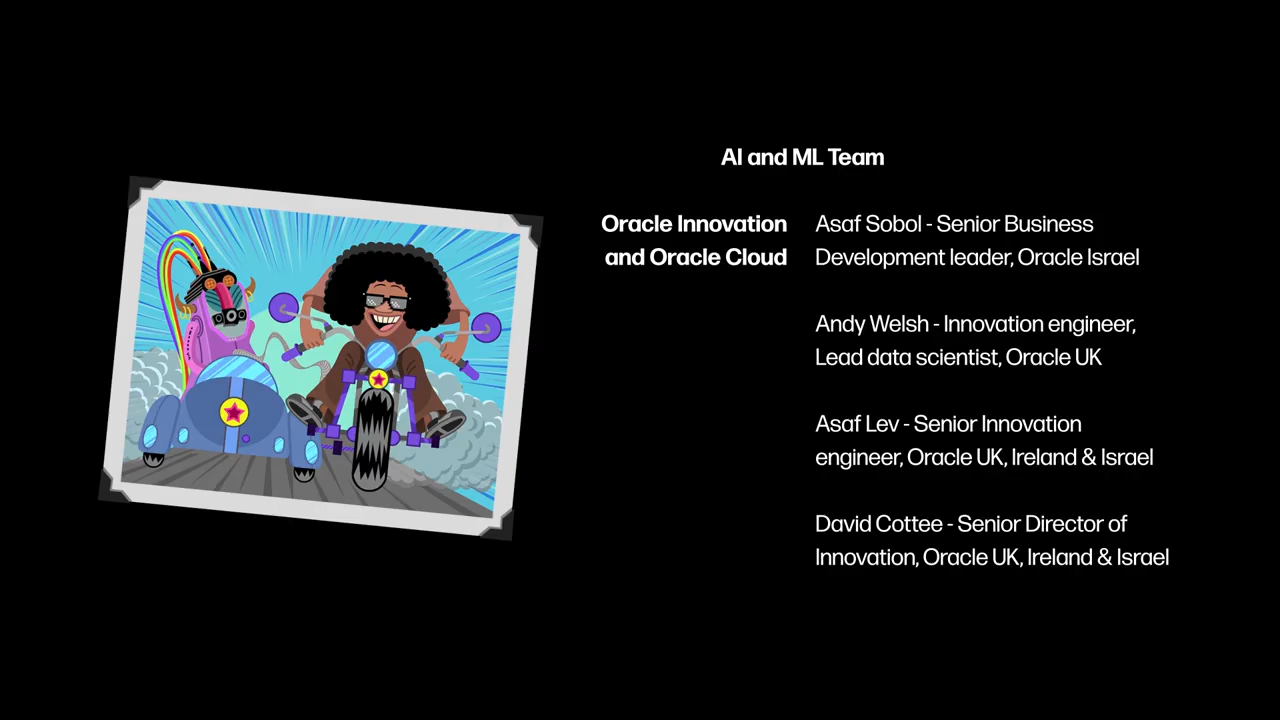 AI and ML Team
Oracle Innovation
and Oracle Cloud
Asaf Sobol - Senior Business
Development leader, Oracle Israel
Andy Welsh - Innovation engineer,
Lead data scientist, Oracle UK
Asaf Lev - Senior Innovation
engineer, Oracle UK, Ireland & Israel
David Cottee - Senior Director of
Innovation, Oracle UK, Ireland & Israel